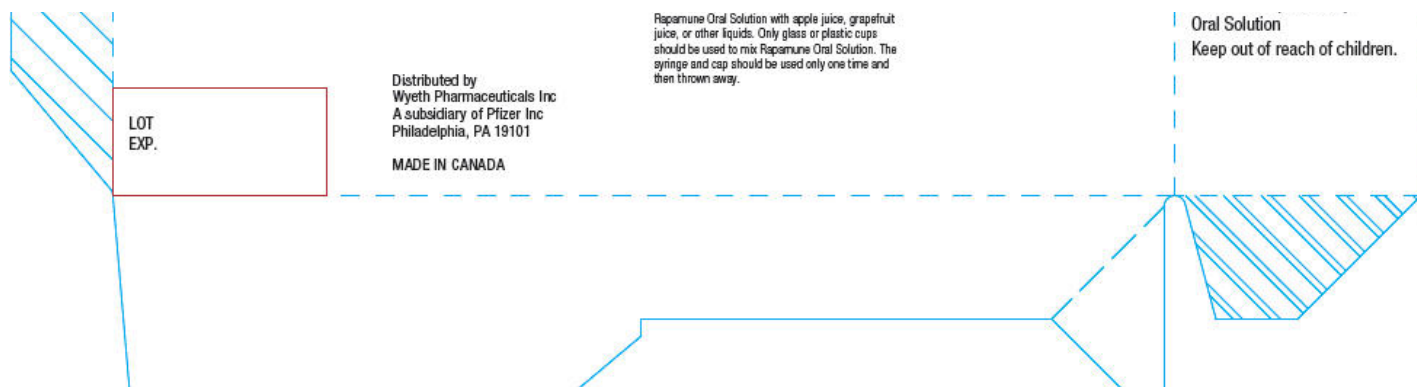 Rapamune Oral Solution with apple juice, grapefruit
juice, or other liquids. Only glass or plastic cups
should be used to mix Rapamune Oral Solution. The
syringe and cap should be used only one time and
then thrown away.
Oral Solution
Keep out of reach of children.
Distributed by
Wyeth Pharmaceuticals Inc
A subsidiary of Pfizer Inc
Philadelphia, PA 19101
MADE IN CANADA
LOT
EXP.